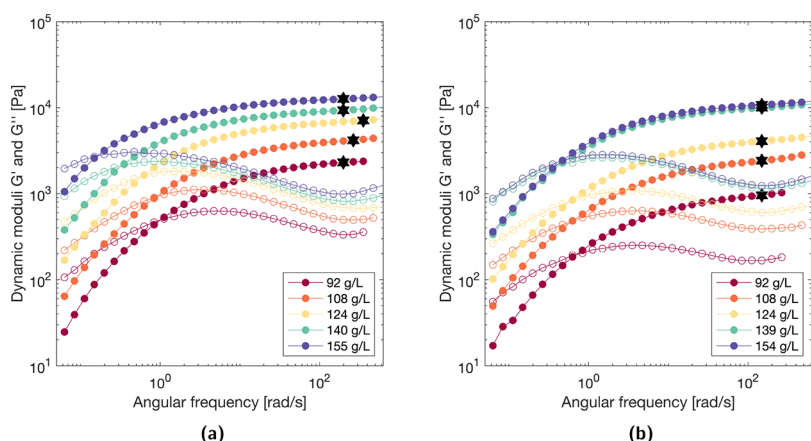 10^5
10^4
10^3
10^2
10^1
Dynamic moduli G' and G'' [Pa]
92 g/L
108 g/L
124 g/L
140 g/L
155 g/L
10^0
10^2
Angular frequency [rad/s]
(a)
10^5
10^4
10^3
10^2
10^1
Dynamic moduli G' and G'' [Pa]
92 g/L
108 g/L
124 g/L
139 g/L
154 g/L
10^0
10^2
Angular frequency [rad/s]
(b)